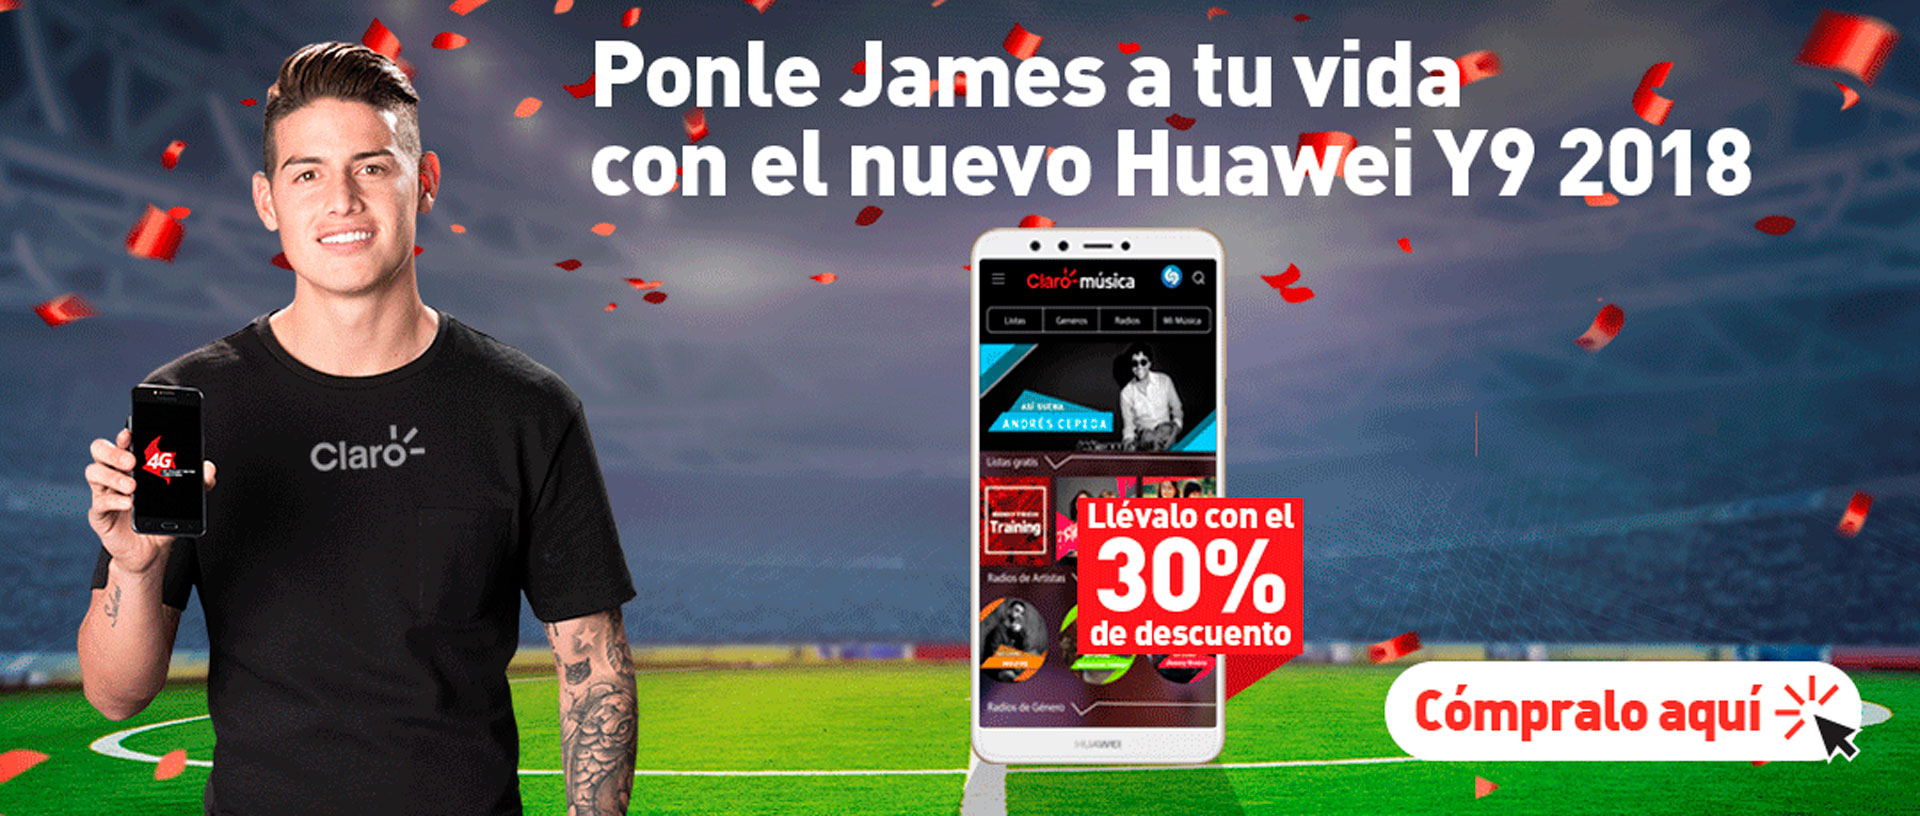 Ponle James a tu vida
con el nuevo Huawei Y9 2018
Claro
4G
Claro música
Listas Generos Radios Mi Música
ASÍ SUENA
ANDRÉS CEPEDA
Listas gratis
Training
Llévalo con el
30%
de descuento
Radios de Artistas
Radios de Género
HUAWEI
Cómpralo aquí